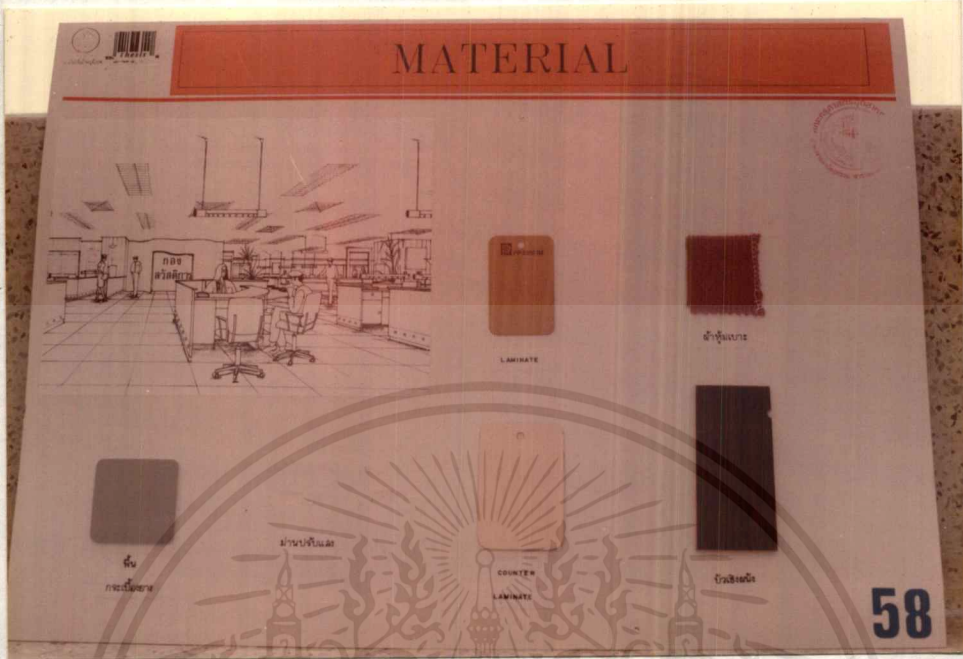 MATERIAL
กอง
สวัสดิการ
LAMINATE
ผ้าหุ้มเบาะ
พื้น
กระเบื้องยาง
ม่านปรับแสง
COUNTER
LAMINATE
บัวเชิงผนัง
58